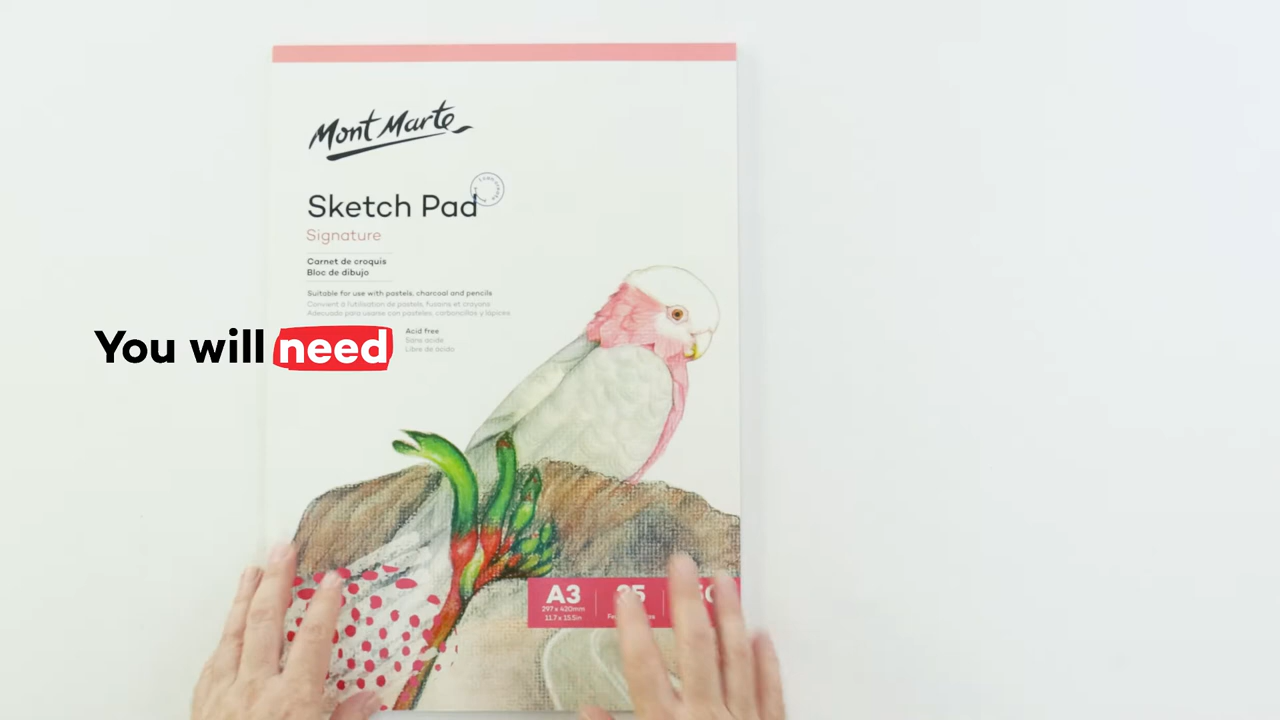 Mont Marte
Sketch Pad
Signature
Carnet de croquis
Bloc de dibujo
Suitable for use with pastels, charcoal and pencils
Convient à l'utilisation de pastels, fusains et crayons
Adecuado para usarse con pasteles, carboncillos y lápices
You will need
Acid free
Sans acide
Libre de ácido
A3
297 x 420mm
11.7 x 15.5in